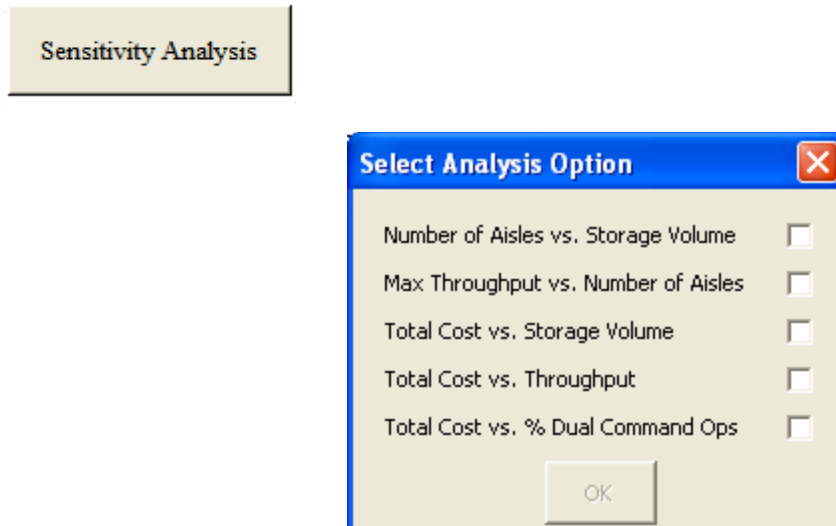 Sensitivity Analysis
Select Analysis Option
Number of Aisles vs. Storage Volume
Max Throughput vs. Number of Aisles
Total Cost vs. Storage Volume
Total Cost vs. Throughput
Total Cost vs. % Dual Command Ops
OK